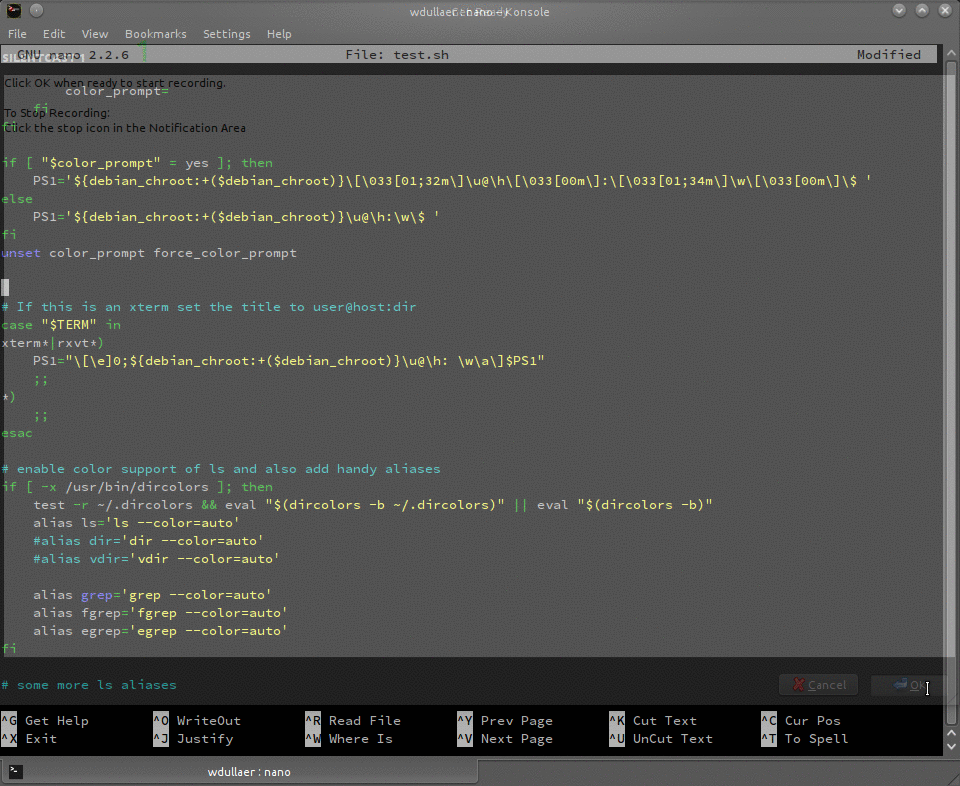 wdullaer : nano – Konsole
File Edit View Bookmarks Settings Help
GNU nano 2.2.6 File: test.sh Modified
Click OK when ready to start recording.
color_prompt=
To Stop Recording:
fi
Click the stop icon in the Notification Area
fi
if [ "$color_prompt" = yes ]; then
PS1='${debian_chroot:+($debian_chroot)}\[\033[01;32m\]\u@\h\[\033[00m\]:\[\033[01;34m\]\w\[\033[00m\]\$ '
else
PS1='${debian_chroot:+($debian_chroot)}\u@\h:\w\$ '
fi
unset color_prompt force_color_prompt
# If this is an xterm set the title to user@host:dir
case "$TERM" in
xterm*|rxvt*)
PS1="\[\e]0;${debian_chroot:+($debian_chroot)}\u@\h: \w\a\]$PS1"
;;
*)
;;
esac
# enable color support of ls and also add handy aliases
if [ -x /usr/bin/dircolors ]; then
test -r ~/.dircolors && eval "$(dircolors -b ~/.dircolors)" || eval "$(dircolors -b)"
alias ls='ls --color=auto'
#alias dir='dir --color=auto'
#alias vdir='vdir --color=auto'
alias grep='grep --color=auto'
alias fgrep='fgrep --color=auto'
alias egrep='egrep --color=auto'
fi
# some more ls aliases
Cancel Ok
^G Get Help ^O WriteOut ^R Read File ^Y Prev Page ^K Cut Text ^C Cur Pos
^X Exit ^J Justify ^W Where Is ^V Next Page ^U UnCut Text ^T To Spell
wdullaer : nano